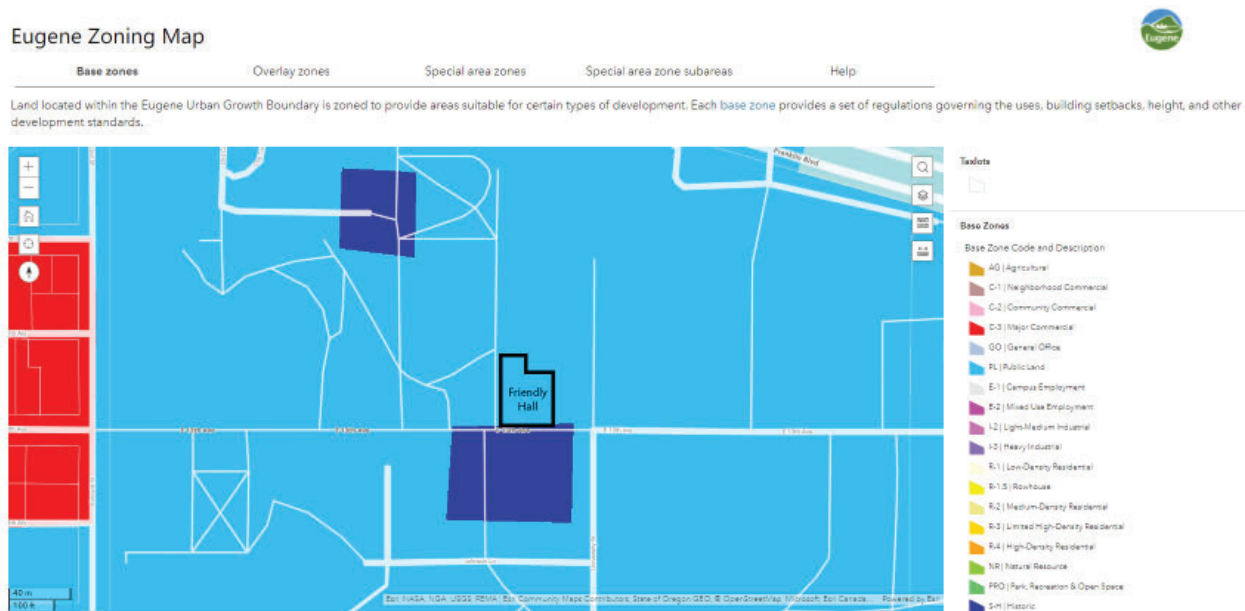 Eugene Zoning Map
Eugene
Base zones
Overlay zones
Special area zones
Special area zone subareas
Help
Land located within the Eugene Urban Growth Boundary is zoned to provide areas suitable for certain types of development. Each base zone provides a set of regulations governing the uses, building setbacks, height, and other
development standards.
Franklin Blvd
Friendly
Hall
E 13th Ave
E 13th Ave
Johnson Ln
University St
40 m
100 ft
Esri, NASA, NGA, USGS, FEMA | Esri Community Maps Contributors, State of Oregon GEO, © OpenStreetMap, Microsoft, Esri Canada, ...
Powered by Esri
Taxlots
Base Zones
Base Zone Code and Description
AG | Agricultural
C-1 | Neighborhood Commercial
C-2 | Community Commercial
C-3 | Major Commercial
GO | General Office
PL | Public Land
E-1 | Campus Employment
E-2 | Mixed Use Employment
I-2 | Light-Medium Industrial
I-3 | Heavy Industrial
R-1 | Low-Density Residential
R-1.5 | Rowhouse
R-2 | Medium-Density Residential
R-3 | Limited High-Density Residential
R-4 | High-Density Residential
NR | Natural Resource
PRO | Park, Recreation & Open Space
S-H | Historic